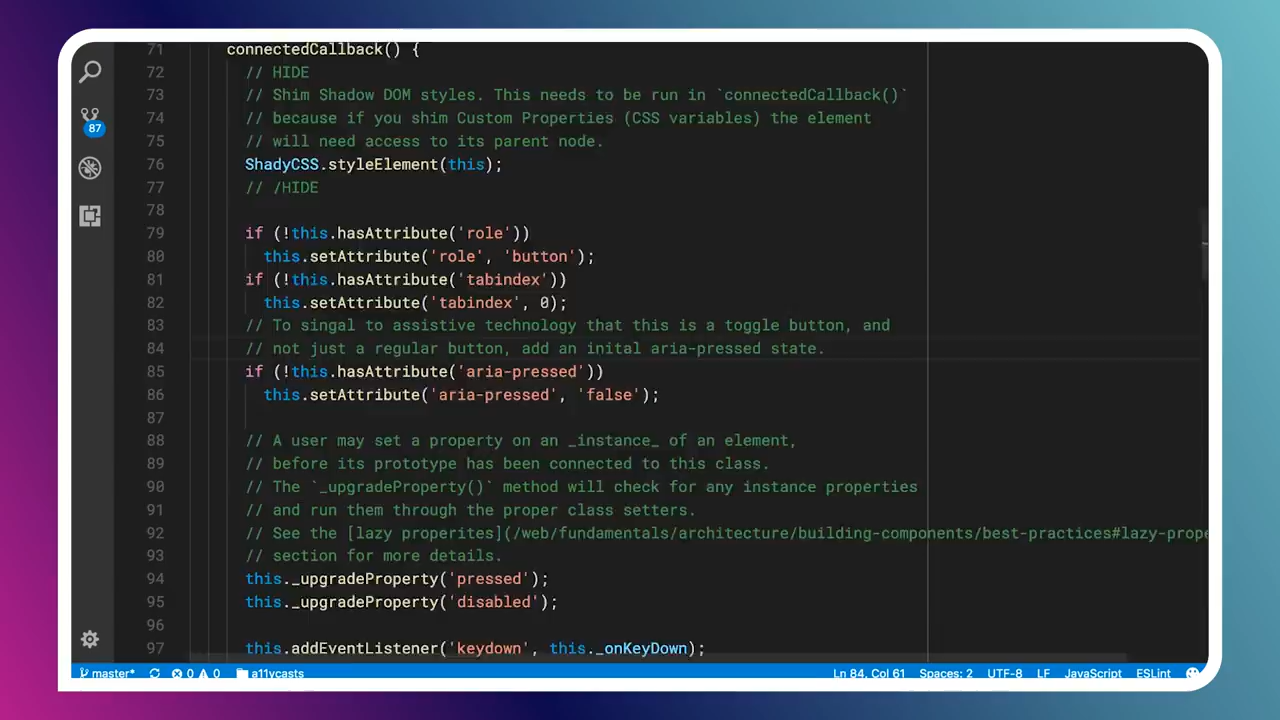 71 connectedCallback() {
72 // HIDE
73 // Shim Shadow DOM styles. This needs to be run in `connectedCallback()`
74 // because if you shim Custom Properties (CSS variables) the element
75 // will need access to its parent node.
76 ShadyCSS.styleElement(this);
77 // /HIDE
78
79 if (!this.hasAttribute('role'))
80 this.setAttribute('role', 'button');
81 if (!this.hasAttribute('tabindex'))
82 this.setAttribute('tabindex', 0);
83 // To singal to assistive technology that this is a toggle button, and
84 // not just a regular button, add an inital aria-pressed state.
85 if (!this.hasAttribute('aria-pressed'))
86 this.setAttribute('aria-pressed', 'false');
87
88 // A user may set a property on an _instance_ of an element,
89 // before its prototype has been connected to this class.
90 // The `_upgradeProperty()` method will check for any instance properties
91 // and run them through the proper class setters.
92 // See the [lazy properites](/web/fundamentals/architecture/building-components/best-practices#lazy-prope
93 // section for more details.
94 this._upgradeProperty('pressed');
95 this._upgradeProperty('disabled');
96
97 this.addEventListener('keydown', this._onKeyDown);
87
master* 0 0 a11ycasts Ln 84, Col 61 Spaces: 2 UTF-8 LF JavaScript ESLint